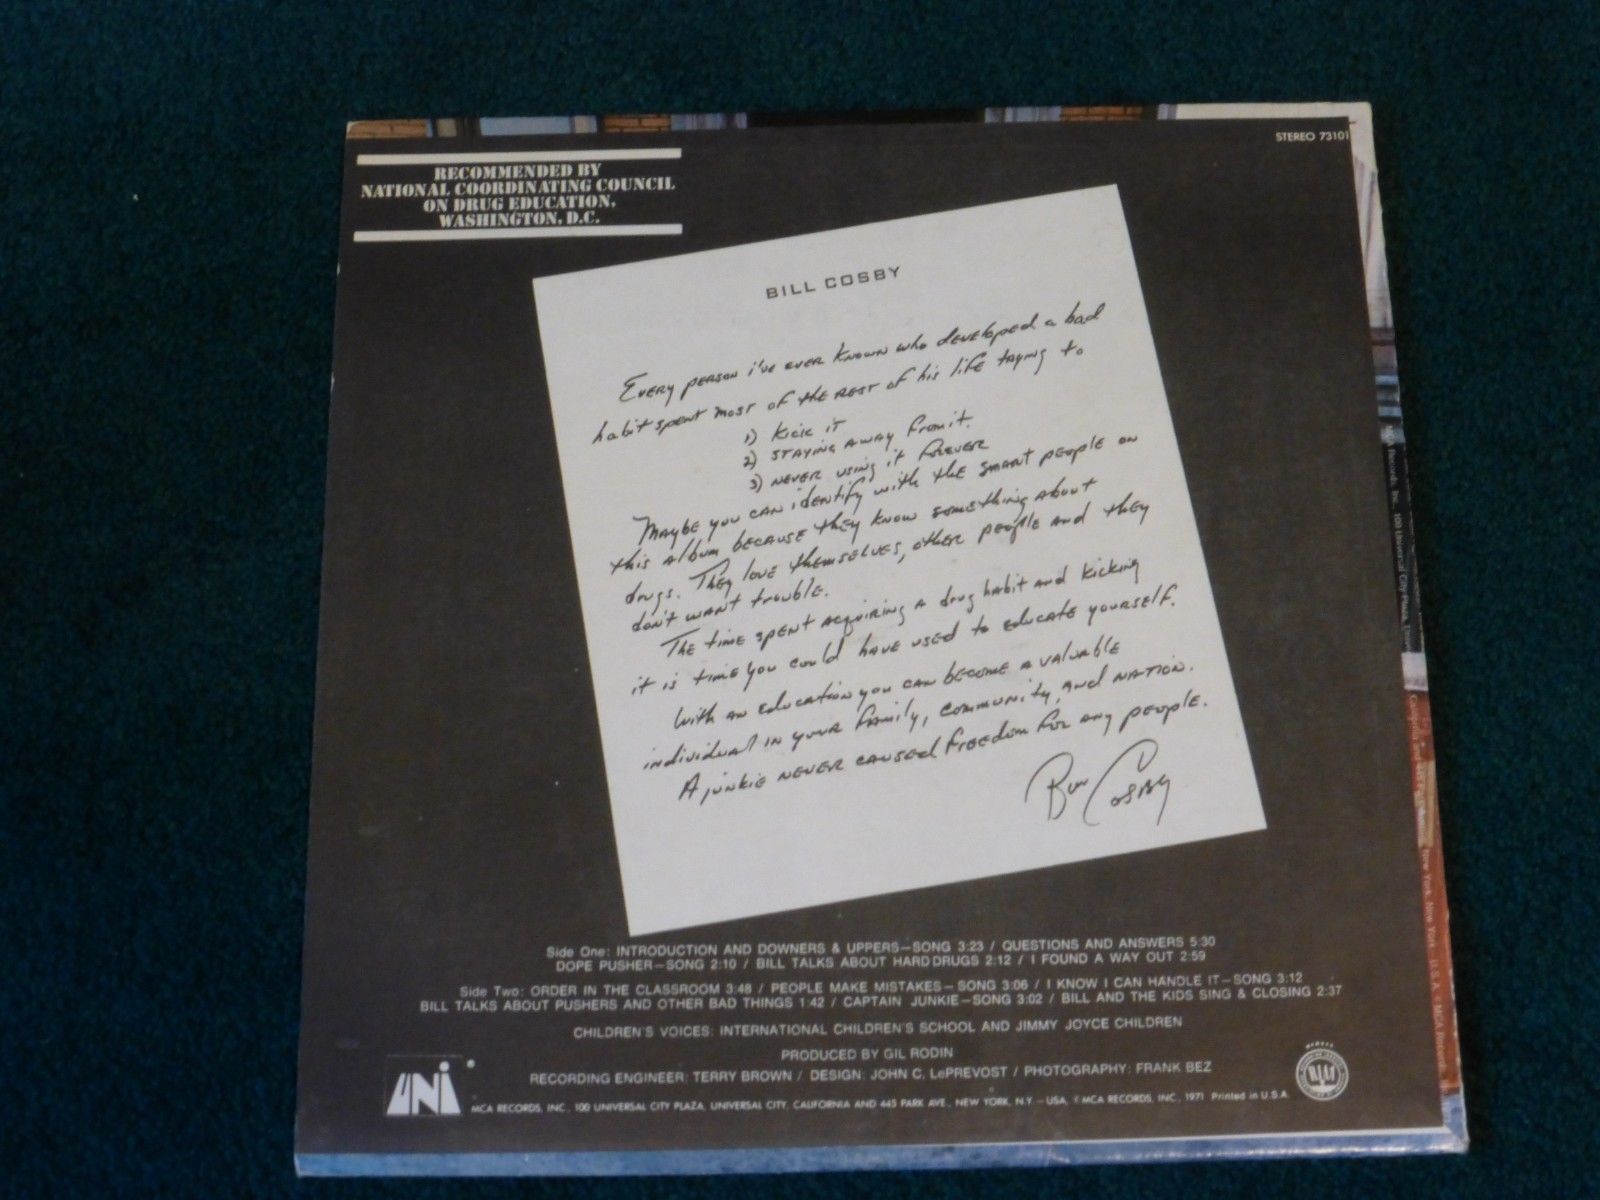 STEREO 73101
RECOMMENDED BY
NATIONAL COORDINATING COUNCIL
ON DRUG EDUCATION,
WASHINGTON, D.C.
BILL COSBY
Every person i've ever known who developed a bad
habit spent most of the rest of his life trying to
1) Kick it
2) STAYING AWAY from it.
3) NEVER using it forever
Maybe you can identify with the smart people on
this album because they know something about
drugs. They love themselves, other people and they
don't want trouble.
The time spent acquiring a drug habit and kicking
it is time you could have used to educate yourself.
With an education you can become a valuable
individual in your family, community, and nation.
A junkie never caused freedom for any people.
Bill Cosby
Side One: INTRODUCTION AND DOWNERS & UPPERS—SONG 3:23 / QUESTIONS AND ANSWERS 5:30
DOPE PUSHER—SONG 2:10 / BILL TALKS ABOUT HARD DRUGS 2:12 / I FOUND A WAY OUT 2:59
Side Two: ORDER IN THE CLASSROOM 3:48 / PEOPLE MAKE MISTAKES—SONG 3:06 / I KNOW I CAN HANDLE IT—SONG 3:12
BILL TALKS ABOUT PUSHERS AND OTHER BAD THINGS 1:42 / CAPTAIN JUNKIE—SONG 3:02 / BILL AND THE KIDS SING & CLOSING 2:37
CHILDREN'S VOICES: INTERNATIONAL CHILDREN'S SCHOOL AND JIMMY JOYCE CHILDREN
PRODUCED BY GIL RODIN
RECORDING ENGINEER: TERRY BROWN / DESIGN: JOHN C. LePREVOST / PHOTOGRAPHY: FRANK BEZ
UNI
MCA RECORDS, INC., 100 UNIVERSAL CITY PLAZA, UNIVERSAL CITY, CALIFORNIA AND 445 PARK AVE., NEW YORK, N.Y.—USA, © MCA RECORDS, INC., 1971 Printed in U.S.A.